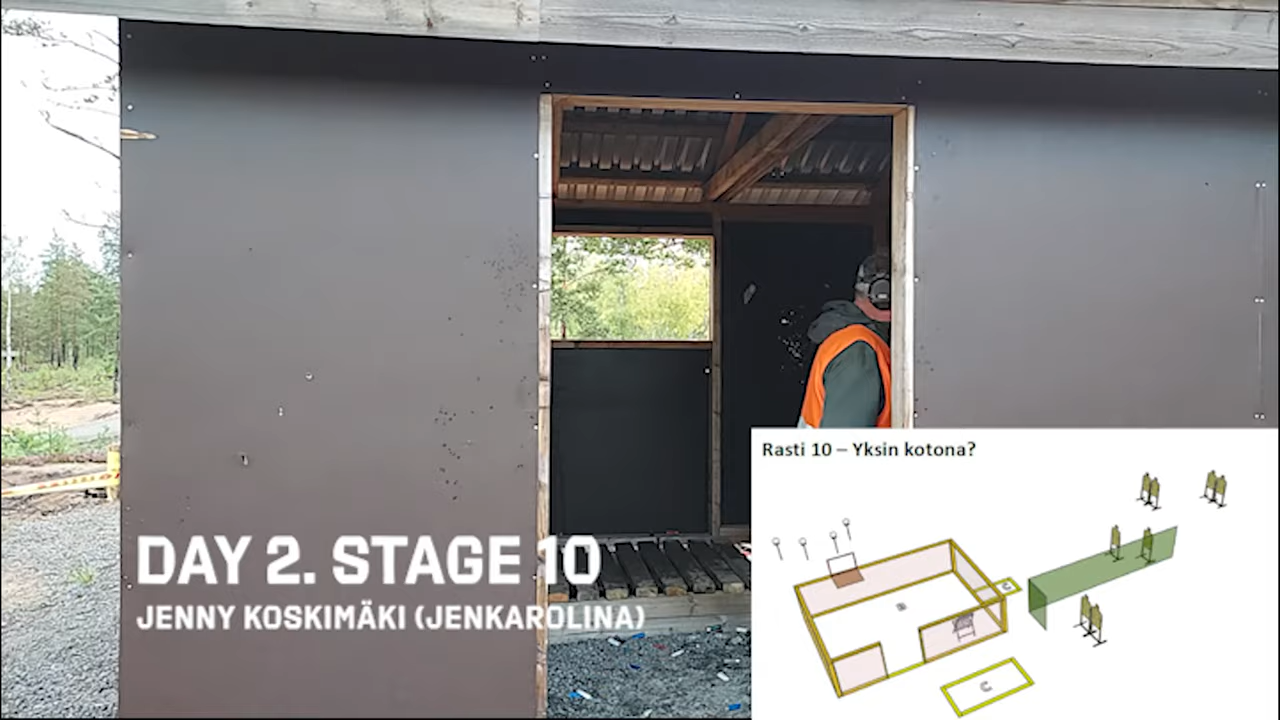 Rasti 10 – Yksin kotona?
DAY 2. STAGE 10
JENNY KOSKIMÄKI (JENKAROLINA)